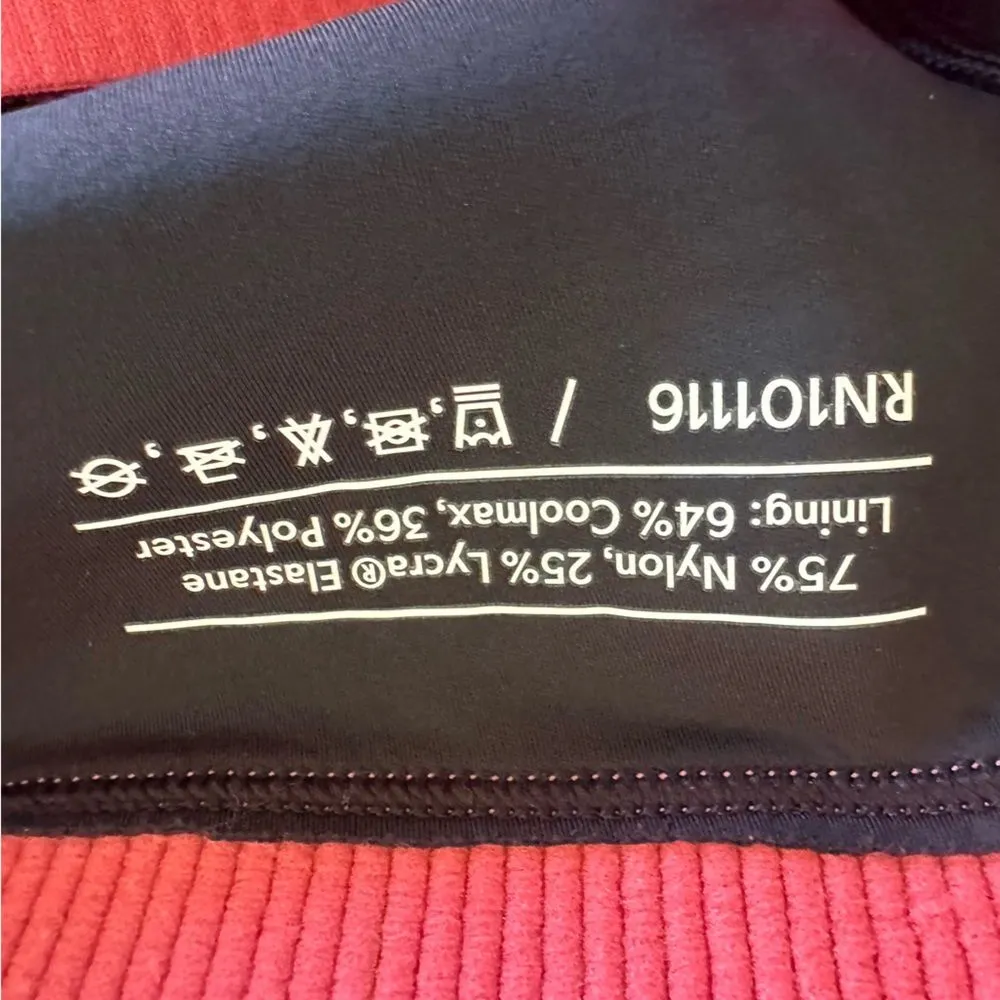 75% Nylon, 25% Lycra® Elastane
Lining: 64% Coolmax, 36% Polyester
RN101116 /